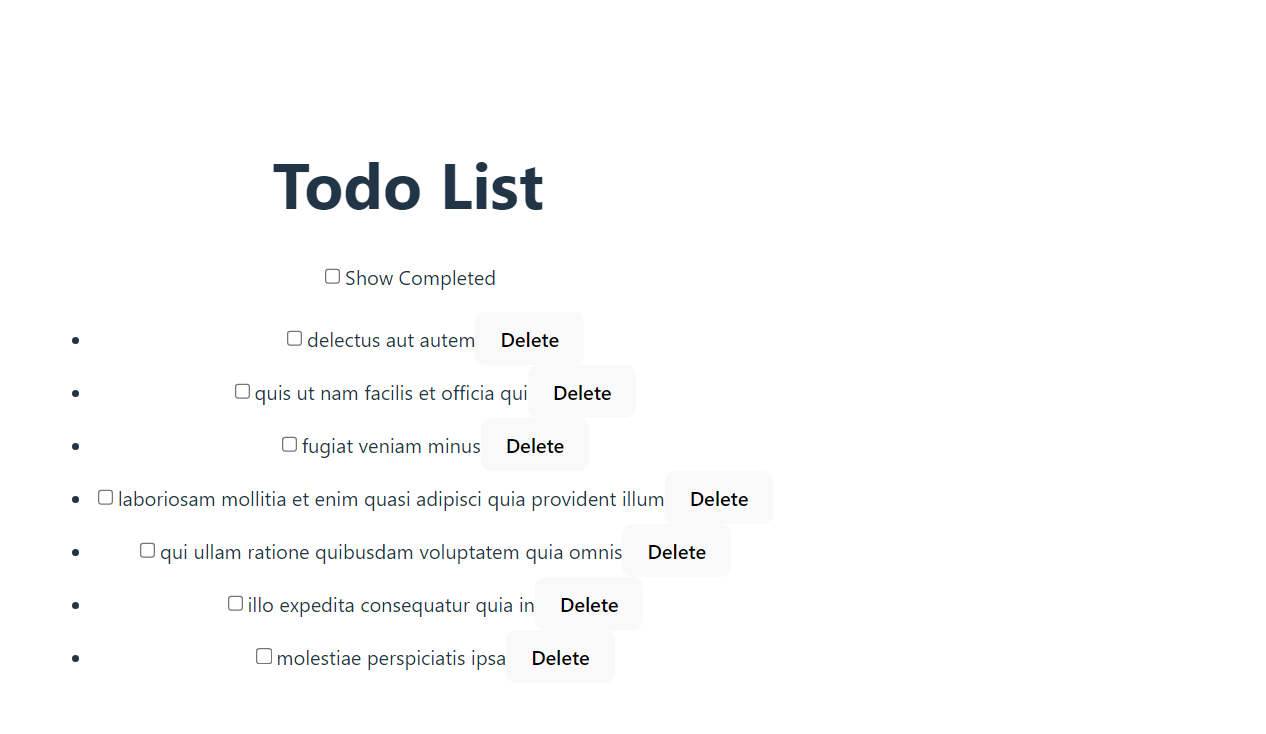 Todo List
Show Completed
delectus aut autem Delete
quis ut nam facilis et officia qui Delete
fugiat veniam minus Delete
laboriosam mollitia et enim quasi adipisci quia provident illum Delete
qui ullam ratione quibusdam voluptatem quia omnis Delete
illo expedita consequatur quia in Delete
molestiae perspiciatis ipsa Delete